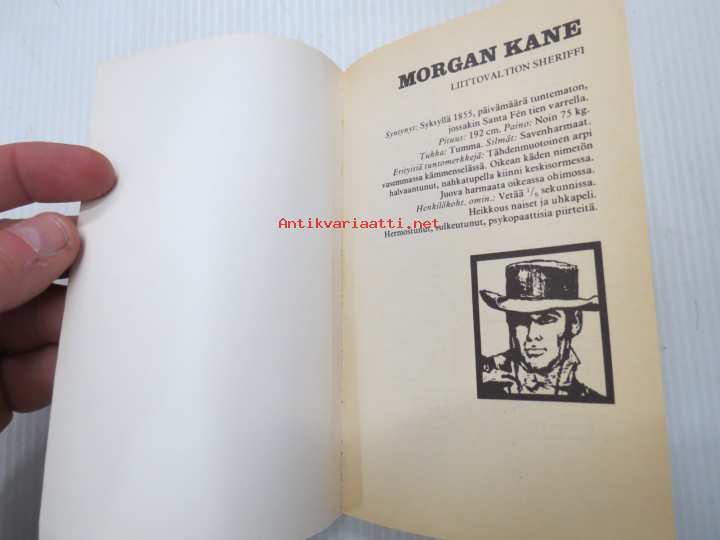 MORGAN KANE
LIITTOVALTION SHERIFFI
Syntynyt: Syksyllä 1855, päivämäärä tuntematon,
jossakin Santa Fén tien varrella.
Pituus: 192 cm. Paino: Noin 75 kg.
Tukka: Tumma. Silmät: Savenharmaat.
Erityisiä tuntomerkkejä: Tähdenmuotoinen arpi
vasemmassa kämmenselässä. Oikean käden nimetön
halvaantunut, nahkatupella kiinni keskisormessa.
Juova harmaata oikeassa ohimossa.
Henkilökoht. omin.: Vetää 1/6 sekunnissa.
Heikkous naiset ja uhkapeli.
Hermostunut, sulkeutunut, psykopaattisia piirteitä.
Antikvariaatti.net